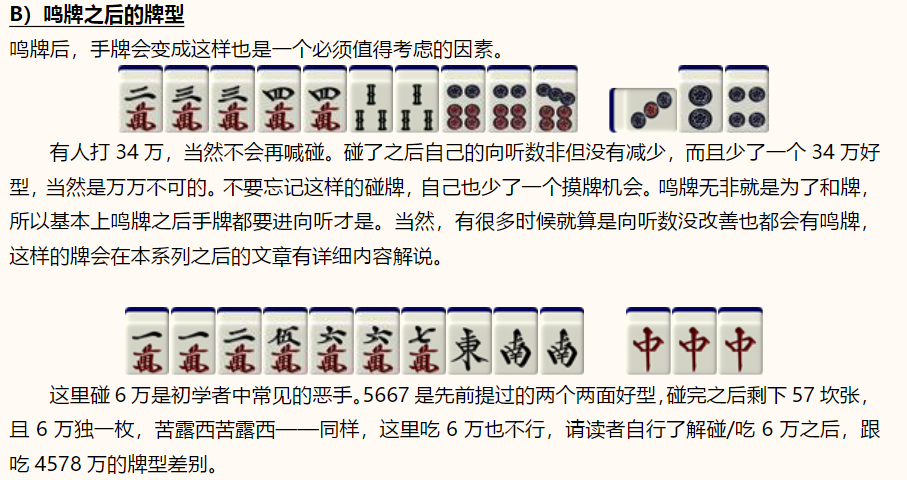 B）鸣牌之后的牌型
鸣牌后，手牌会变成这样也是一个必须值得考虑的因素。
二萬 三萬 三萬 四萬 四萬
有人打 34 万，当然不会再喊碰。碰了之后自己的向听数非但没有减少，而且少了一个 34 万好
型，当然是万万不可的。不要忘记这样的碰牌，自己也少了一个摸牌机会。鸣牌无非就是为了和牌，
所以基本上鸣牌之后手牌都要进向听才是。当然，有很多时候就算是向听数没改善也都会有鸣牌，
这样的牌会在本系列之后的文章有详细内容解说。
一萬 一萬 二萬 伍萬 六萬 六萬 七萬 東 南 南 中 中 中
这里碰 6 万是初学者中常见的恶手。5667 是先前提过的两个两面好型，碰完之后剩下 57 坎张，
且 6 万独一枚，苦露西苦露西——同样，这里吃 6 万也不行，请读者自行了解碰/吃 6 万之后，跟
吃 4578 万的牌型差别。